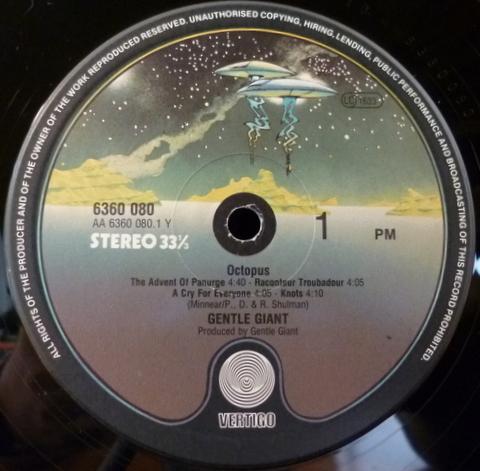 ALL RIGHTS OF THE PRODUCER AND OF THE OWNER OF THE WORK REPRODUCED RESERVED. UNAUTHORISED COPYING, HIRING, LENDING, PUBLIC PERFORMANCE AND BROADCASTING OF THIS RECORD PROHIBITED.
LC 1633
6360 080
AA 6360 080.1 Y
STEREO 33⅓
1
PM
Octopus
The Advent Of Panurge 4:40 - Raconteur Troubadour 4:05
A Cry For Everyone 4:05 - Knots 4:10
(Minnear/P., D. & R. Shulman)
GENTLE GIANT
Produced by Gentle Giant
VERTIGO